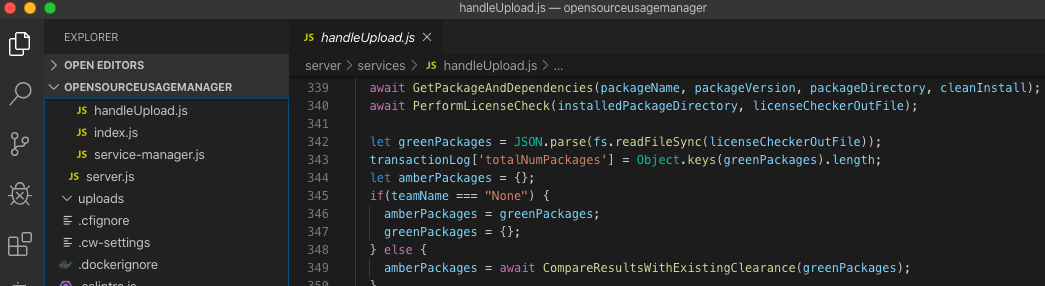 handleUpload.js — opensourceusagemanager
EXPLORER
OPEN EDITORS
OPENSOURCEUSAGEMANAGER
JS handleUpload.js
JS index.js
JS service-manager.js
JS server.js
uploads
.cfignore
.cw-settings
.dockerignore
JS handleUpload.js ×
server > services > JS handleUpload.js > ...
339 await GetPackageAndDependencies(packageName, packageVersion, packageDirectory, cleanInstall);
340 await PerformLicenseCheck(installedPackageDirectory, licenseCheckerOutFile);
341
342 let greenPackages = JSON.parse(fs.readFileSync(licenseCheckerOutFile));
343 transactionLog['totalNumPackages'] = Object.keys(greenPackages).length;
344 let amberPackages = {};
345 if(teamName === "None") {
346 amberPackages = greenPackages;
347 greenPackages = {};
348 } else {
349 amberPackages = await CompareResultsWithExistingClearance(greenPackages);